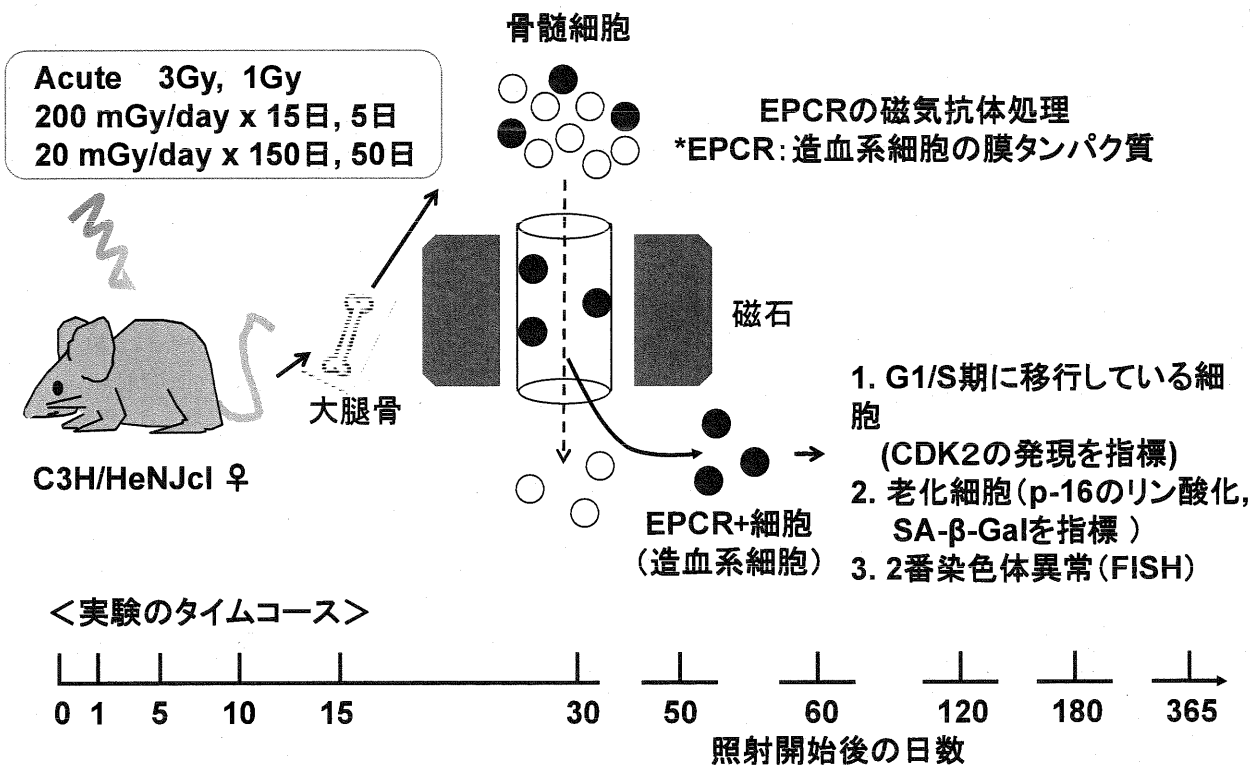 骨髄細胞
Acute 3Gy, 1Gy
200 mGy/day x 15日, 5日
20 mGy/day x 150日, 50日
EPCRの磁気抗体処理
*EPCR：造血系細胞の膜タンパク質
磁石
大腿骨
C3H/HeNJcl ♀
EPCR+細胞
（造血系細胞）
1. G1/S期に移行している細
胞
(CDK2の発現を指標)
2. 老化細胞（p-16のリン酸化,
SA-β-Galを指標 ）
3. 2番染色体異常（FISH）
＜実験のタイムコース＞
0 1 5 10 15 30 50 60 120 180 365
照射開始後の日数